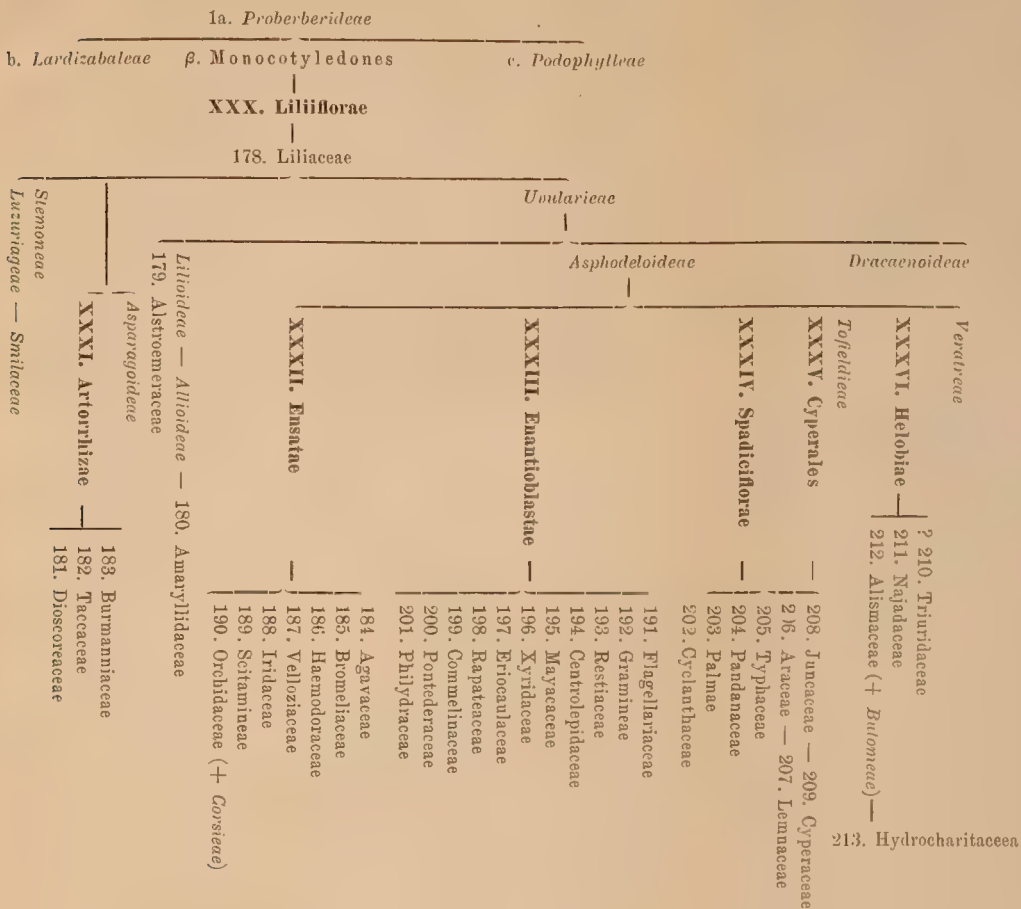 1a. Proberberideae
b. Lardizabaleae
β. Monocotyledones
c. Podophylleae
XXX. Liliiflorae
178. Liliaceae
Uvularieae
Asphodeloideae
Dracaenoideae
Luzuriageae — Smilaceae
Stemoneae
XXXI. Artorrhizae
Asparagoideae
179. Alstroemeraceae
Lilioideae — Allioideae — 180. Amaryllidaceae
XXXII. Ensatae
XXXIII. Enantioblastae
XXXIV. Spadiciflorae
XXXV. Cyperales
Tofieldieae
XXXVI. Helobiae
Veratreae
181. Dioscoreaceae
182. Taccaceae
183. Burmanniaceae
190. Orchidaceae (+ Corsieae)
189. Scitamineae
188. Iridaceae
187. Velloziaceae
186. Haemodoraceae
185. Bromeliaceae
184. Agavaceae
201. Philydraceae
200. Pontederaceae
199. Commelinaceae
198. Rapateaceae
197. Eriocaulaceae
196. Xyridaceae
195. Mayacaceae
194. Centrolepidaceae
193. Restiaceae
192. Gramineae
191. Flagellariaceae
202. Cyclanthaceae
203. Palmae
204. Pandanaceae
205. Typhaceae
206. Araceae — 207. Lemnaceae
208. Juncaceae — 209. Cyperaceae
212. Alismaceae (+ Butomeae) —
211. Najadaceae
? 210. Triuridaceae
213. Hydrocharitaceen